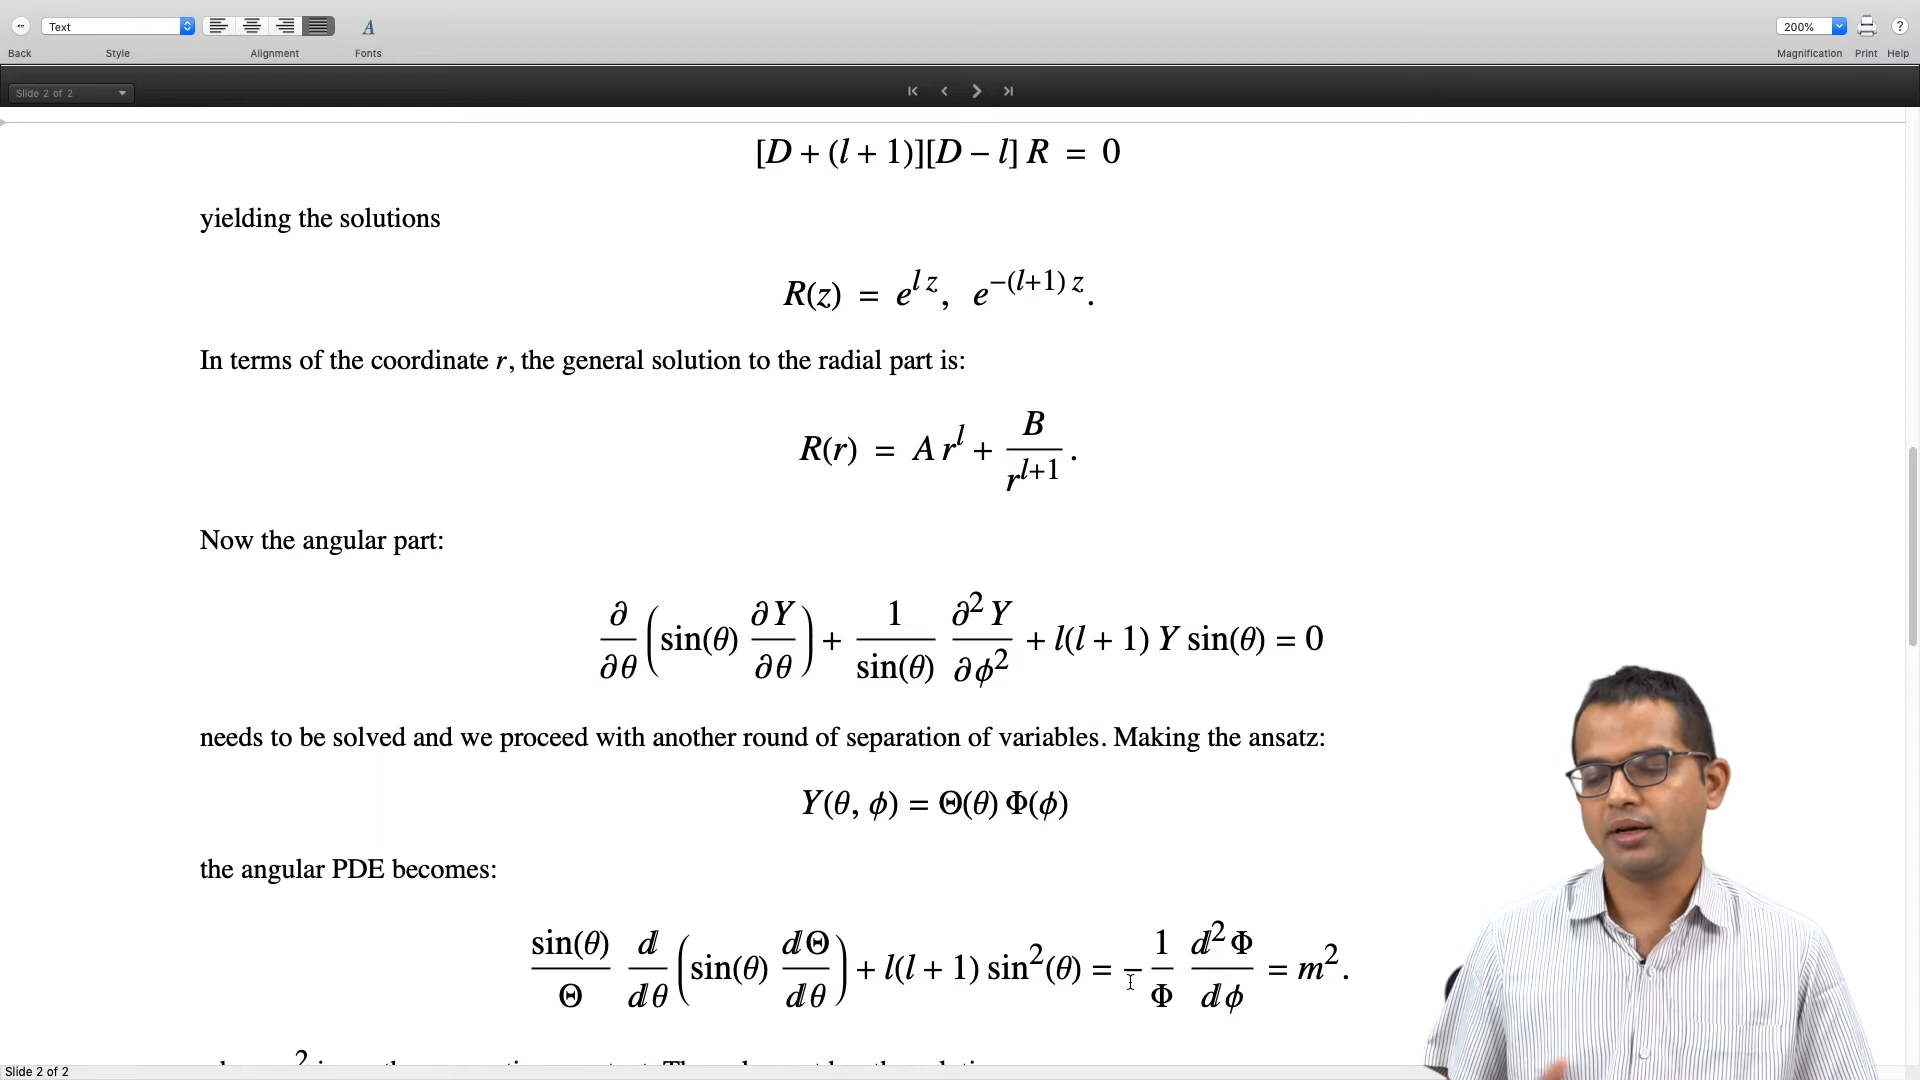 Text
200%
Back Style Alignment Fonts Magnification Print Help
Slide 2 of 2
[D + (l + 1)][D − l] R = 0
yielding the solutions
R(z) = e^{l z}, e^{−(l+1) z}.
In terms of the coordinate r, the general solution to the radial part is:
R(r) = A r^l + B/r^{l+1}.
Now the angular part:
∂/∂θ (sin(θ) ∂Y/∂θ) + 1/sin(θ) ∂²Y/∂ϕ² + l(l + 1) Y sin(θ) = 0
needs to be solved and we proceed with another round of separation of variables. Making the ansatz:
Y(θ, ϕ) = Θ(θ) Φ(ϕ)
the angular PDE becomes:
sin(θ)/Θ d/dθ (sin(θ) dΘ/dθ) + l(l + 1) sin²(θ) = − 1/Φ d²Φ/dϕ = m².
Slide 2 of 2